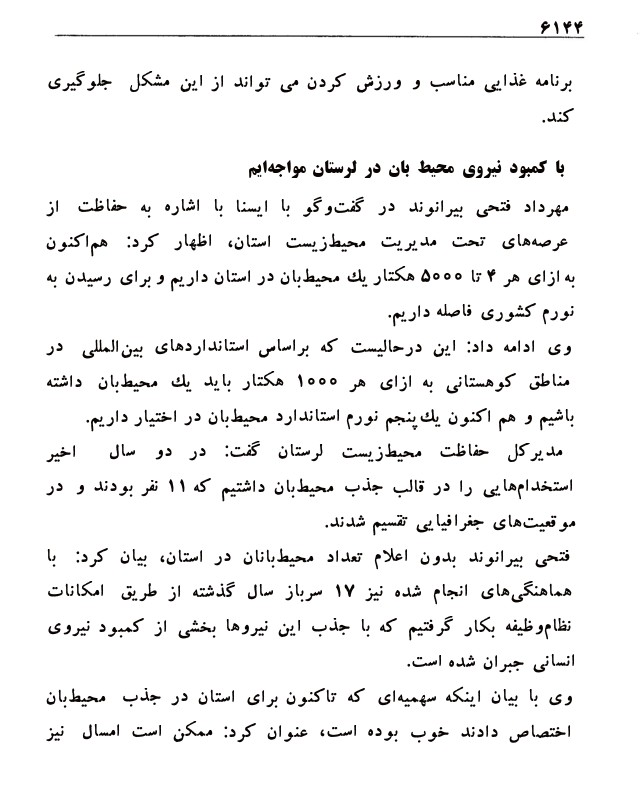 ۶۱۴۴
برنامه غذایی مناسب و ورزش کردن می تواند از این مشکل جلوگیری
کند.
با کمبود نیروی محیط بان در لرستان مواجه‌ایم
مهرداد فتحی بیرانوند در گفت‌وگو با ایسنا با اشاره به حفاظت از
عرصه‌های تحت مدیریت محیط‌زیست استان، اظهار کرد: هم‌اکنون
به ازای هر ۴ تا ۵۰۰۰ هکتار یك محیط‌بان در استان داریم و برای رسیدن به
نورم کشوری فاصله داریم.
وی ادامه داد: این درحالیست که براساس استانداردهای بین‌المللی در
مناطق کوهستانی به ازای هر ۱۰۰۰ هکتار باید یك محیط‌بان داشته
باشیم و هم اکنون یك‌پنجم نورم استاندارد محیط‌بان در اختیار داریم.
مدیرکل حفاظت محیط‌زیست لرستان گفت: در دو سال اخیر
استخدام‌هایی را در قالب جذب محیط‌بان داشتیم که ۱۱ نفر بودند و در
موقعیت‌های جغرافیایی تقسیم شدند.
فتحی بیرانوند بدون اعلام تعداد محیط‌بانان در استان، بیان کرد: با
هماهنگی‌های انجام شده نیز ۱۷ سرباز سال گذشته از طریق امکانات
نظام‌وظیفه بکار گرفتیم که با جذب این نیروها بخشی از کمبود نیروی
انسانی جبران شده است.
وی با بیان اینکه سهمیه‌ای که تاکنون برای استان در جذب محیط‌بان
اختصاص دادند خوب بوده است، عنوان کرد: ممکن است امسال نیز